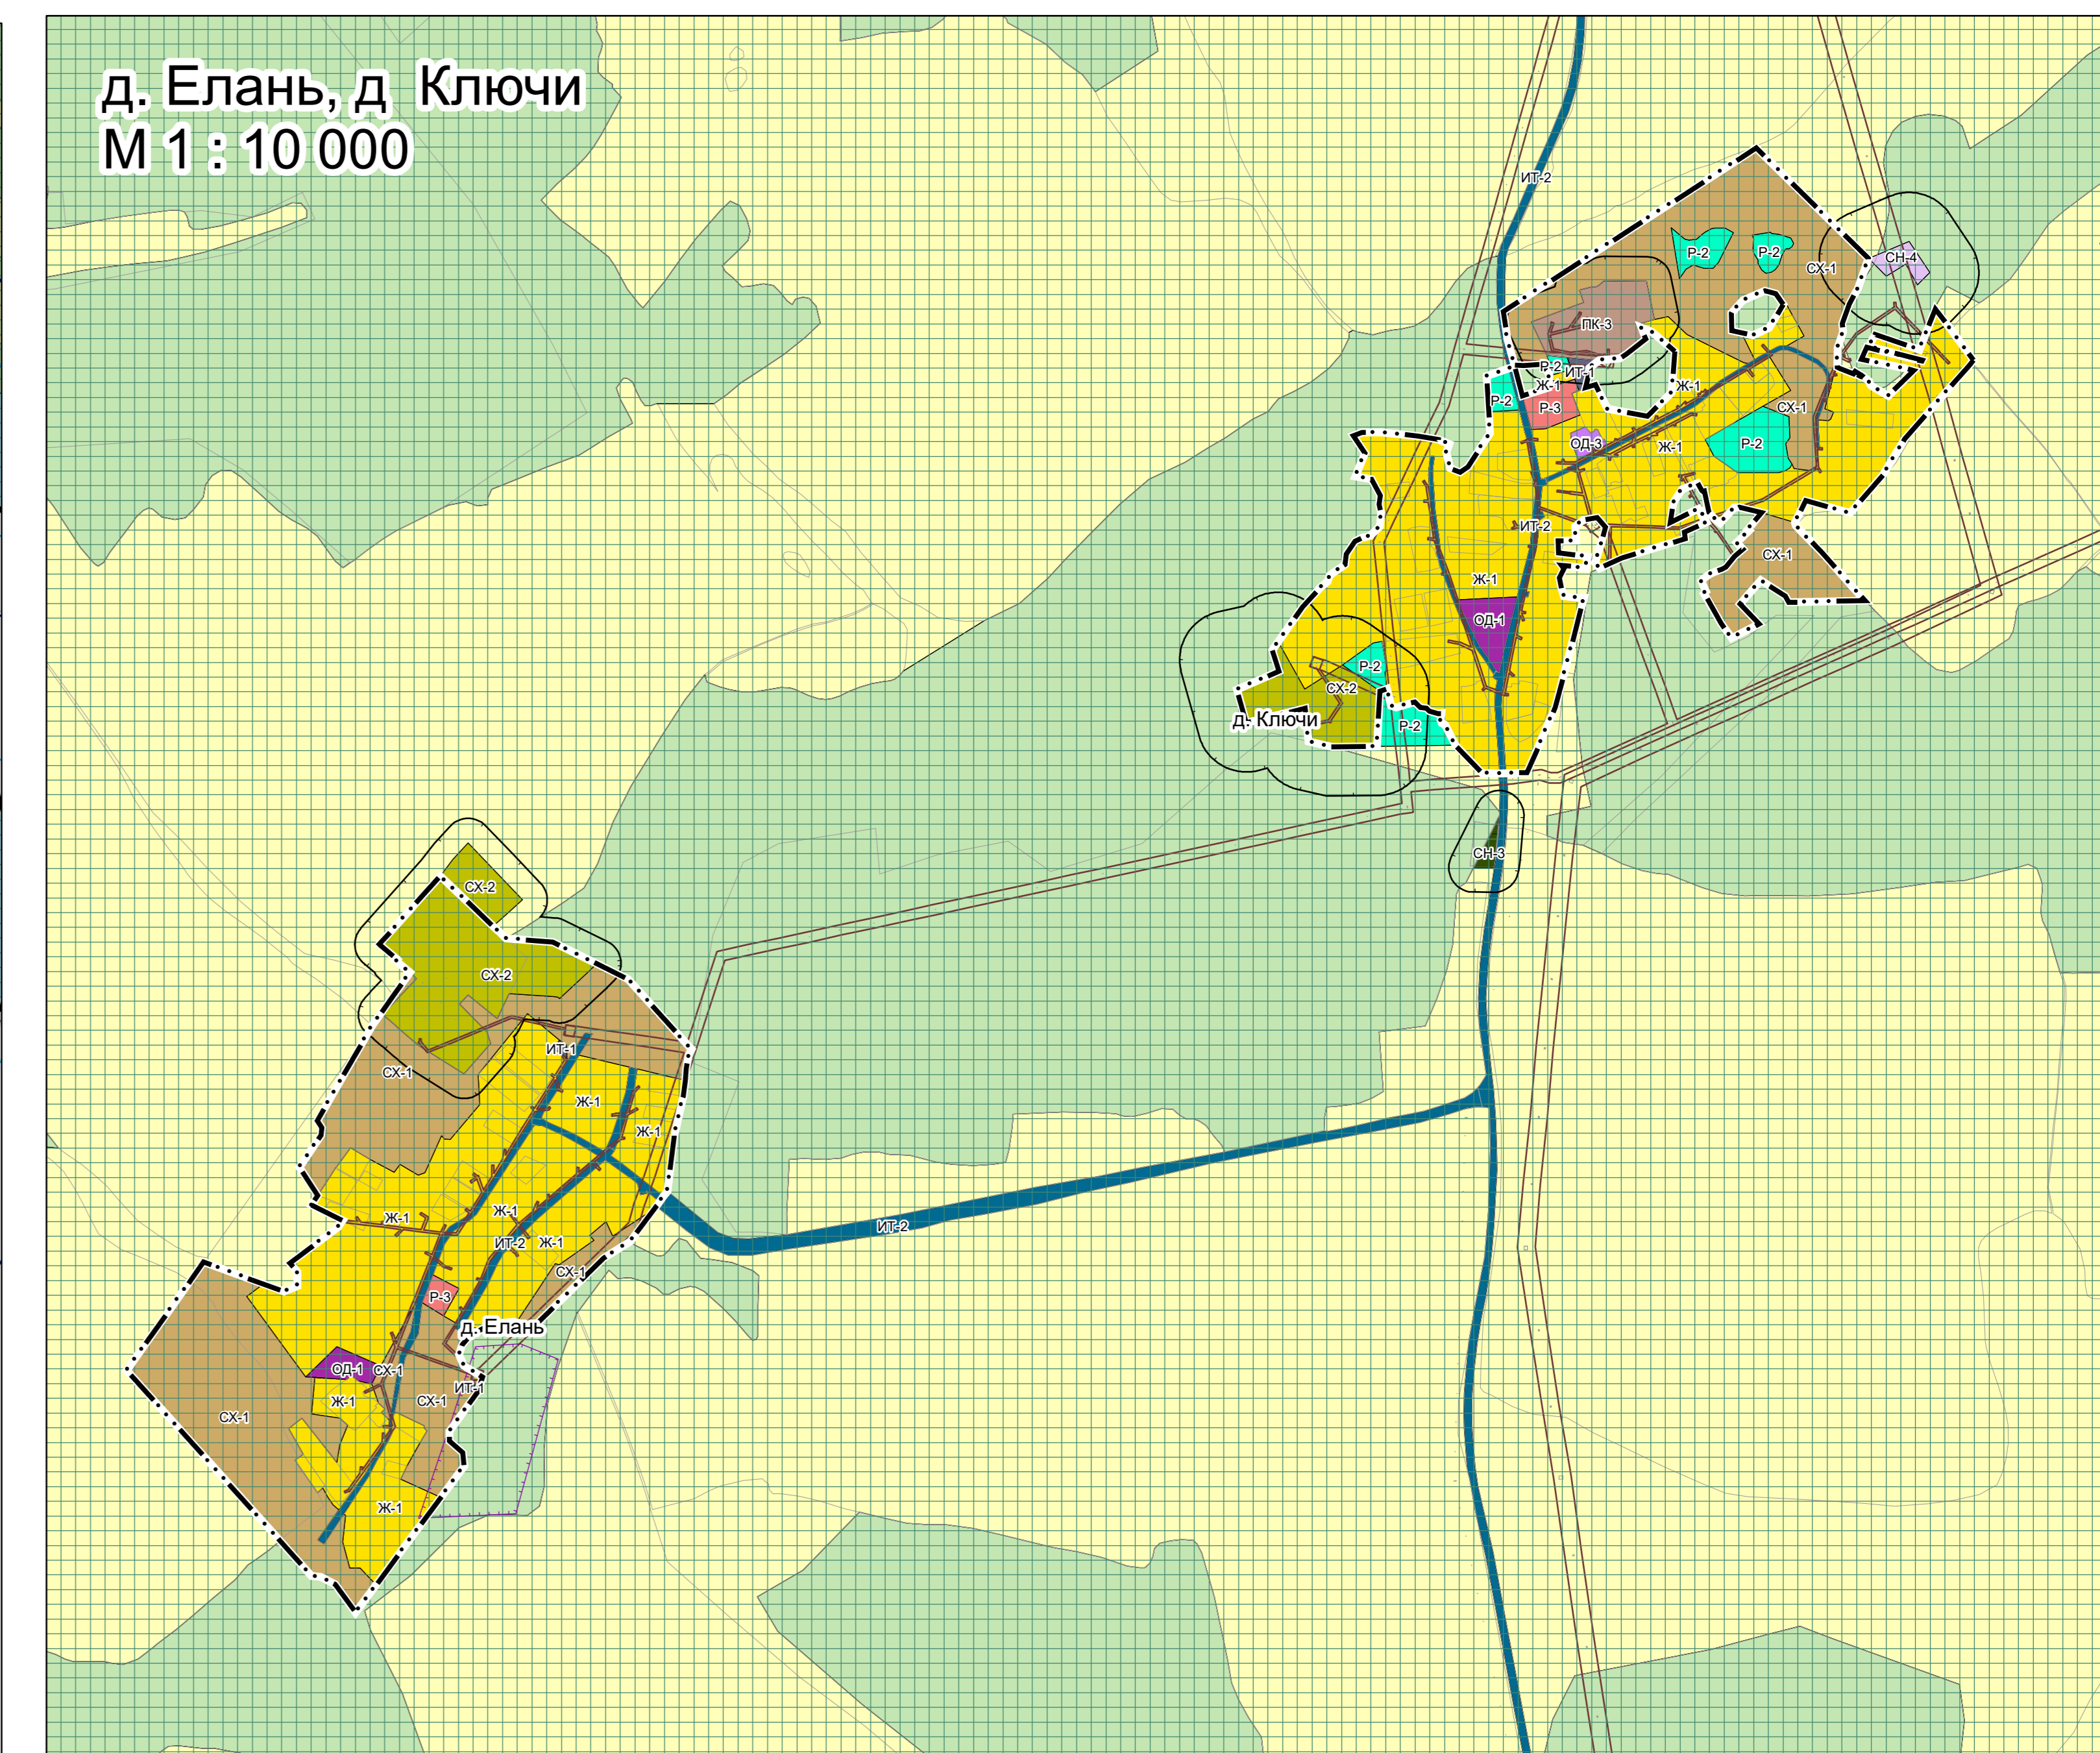 д. Елань, д Ключи
М 1 : 10 000
ИТ-2
Р-2
Р-2
СХ-1
СН-4
ПК-3
Р-2
ИТ-1
Ж-1
Ж-1
Р-2
Р-3
СХ-1
ОД-3
Ж-1
Р-2
ИТ-2
СХ-1
Ж-1
ОД-1
Р-2
СХ-2
д. Ключи
Р-2
СН-3
СХ-2
СХ-2
ИТ-1
СХ-1
Ж-1
Ж-1
Ж-1
Ж-1
ИТ-2
Ж-1
ИТ-2
СХ-1
Р-3
д. Елань
ОД-1
СХ-1
ИТ-1
Ж-1
СХ-1
СХ-1
Ж-1